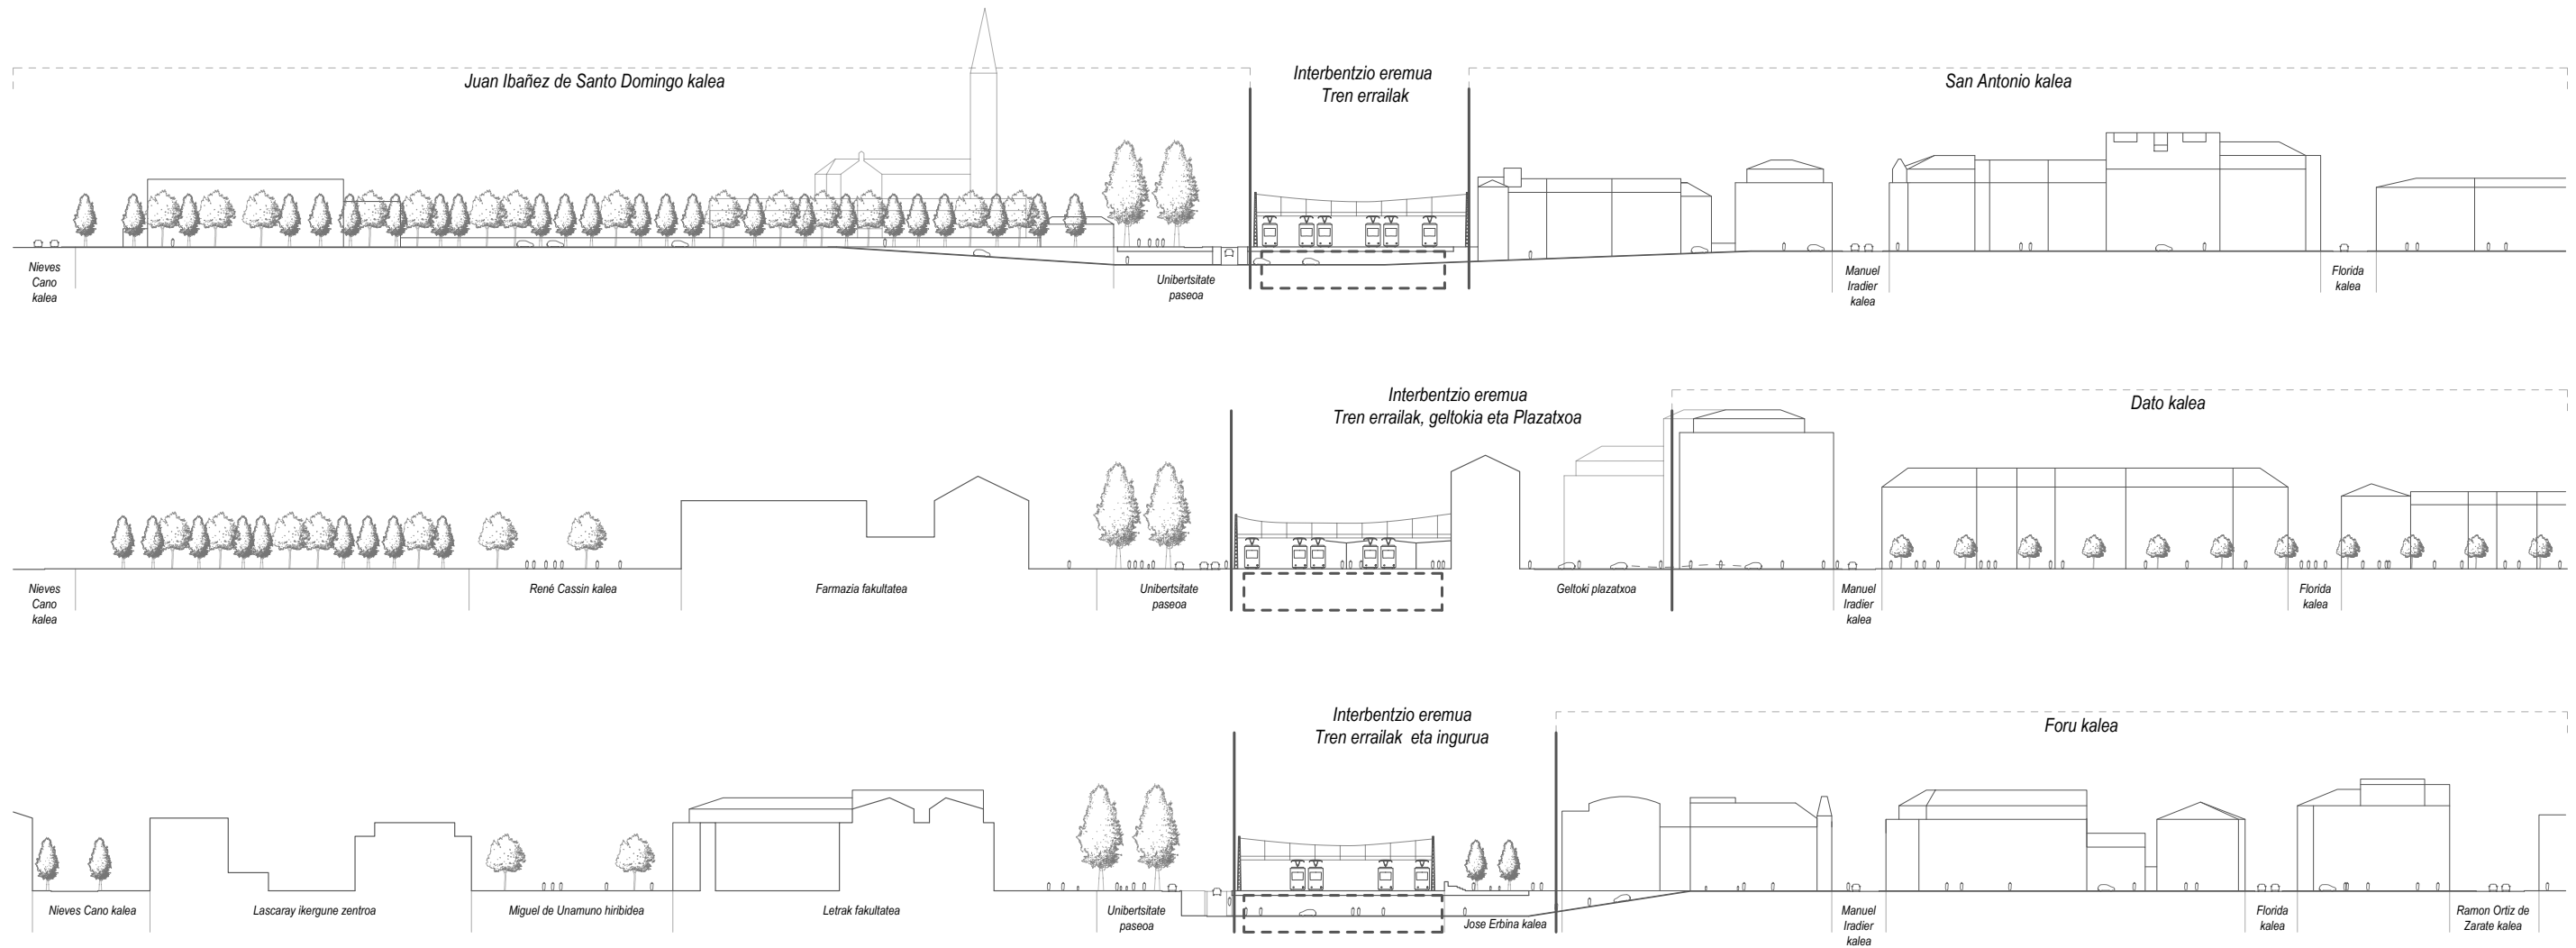 Juan Ibañez de Santo Domingo kalea
Interbentzio eremua
Tren errailak
San Antonio kalea
Nieves
Cano
kalea
Unibertsitate
paseoa
Manuel
Iradier
kalea
Florida
kalea
Interbentzio eremua
Tren errailak, geltokia eta Plazatxoa
Dato kalea
Nieves
Cano
kalea
René Cassin kalea
Farmazia fakultatea
Unibertsitate
paseoa
Geltoki plazatxoa
Manuel
Iradier
kalea
Florida
kalea
Interbentzio eremua
Tren errailak eta ingurua
Foru kalea
Nieves Cano kalea
Lascaray ikergune zentroa
Miguel de Unamuno hiribidea
Letrak fakultatea
Unibertsitate
paseoa
Jose Erbina kalea
Manuel
Iradier
kalea
Florida
kalea
Ramon Ortiz de
Zarate kalea